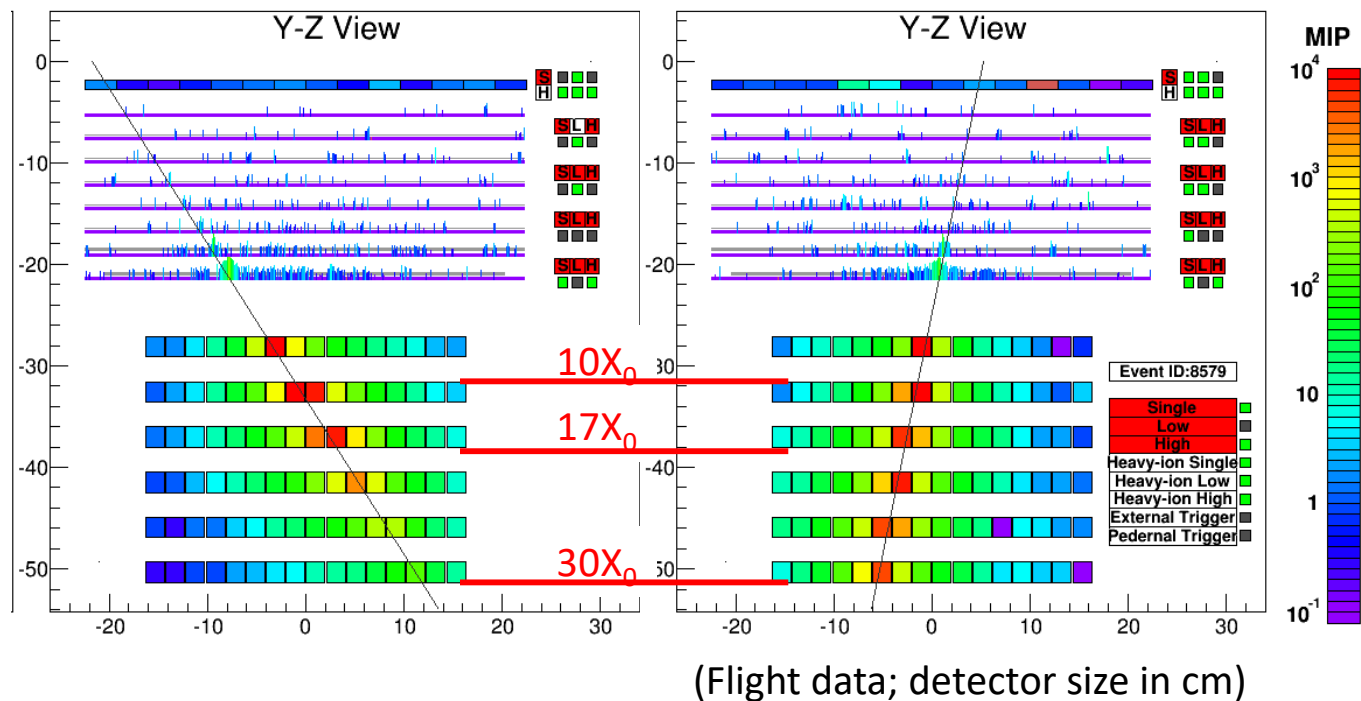 Y-Z View
Y-Z View
MIP
0
-10
-20
-30
-40
-50
-20
-10
0
10
20
30
S
H
S L H
S L H
S L H
S L H
10X₀
17X₀
30X₀
0
-10
-20
-30
-40
-50
-20
-10
0
10
20
30
S
H
S L H
S L H
S L H
S L H
Event ID:8579
Single
Low
High
Heavy-ion Single
Heavy-ion Low
Heavy-ion High
External Trigger
Pedernal Trigger
10⁴
10³
10²
10
1
10⁻¹
(Flight data; detector size in cm)